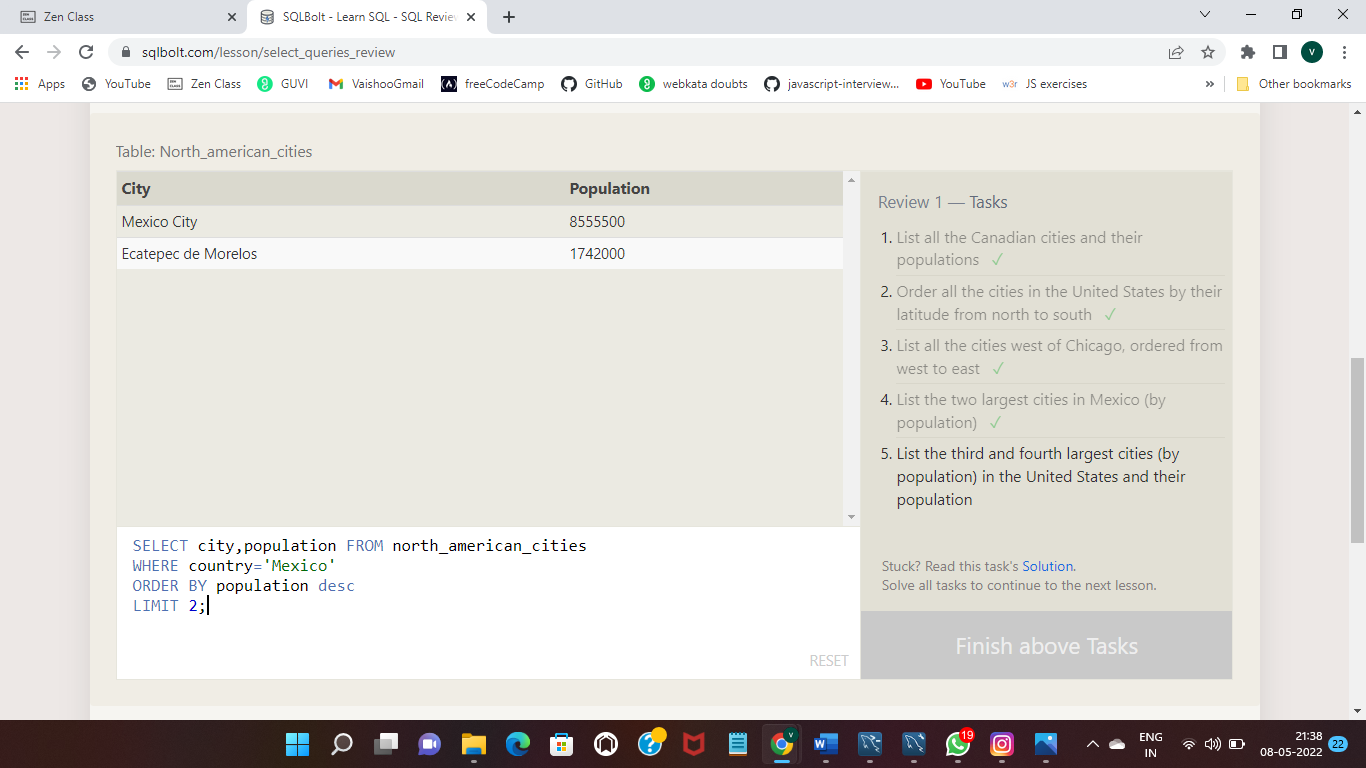 Zen Class
SQLBolt - Learn SQL - SQL Review
sqlbolt.com/lesson/select_queries_review
V
Apps YouTube Zen Class GUVI VaishooGmail freeCodeCamp GitHub webkata doubts javascript-interview... YouTube w3r JS exercises » Other bookmarks
Table: North_american_cities
City Population
Mexico City 8555500
Ecatepec de Morelos 1742000
SELECT city,population FROM north_american_cities
WHERE country='Mexico'
ORDER BY population desc
LIMIT 2;
RESET
Review 1 — Tasks
1. List all the Canadian cities and their
populations ✓
2. Order all the cities in the United States by their
latitude from north to south ✓
3. List all the cities west of Chicago, ordered from
west to east ✓
4. List the two largest cities in Mexico (by
population) ✓
5. List the third and fourth largest cities (by
population) in the United States and their
population
Stuck? Read this task's Solution.
Solve all tasks to continue to the next lesson.
Finish above Tasks
19
ENG
IN
21:38
08-05-2022
22